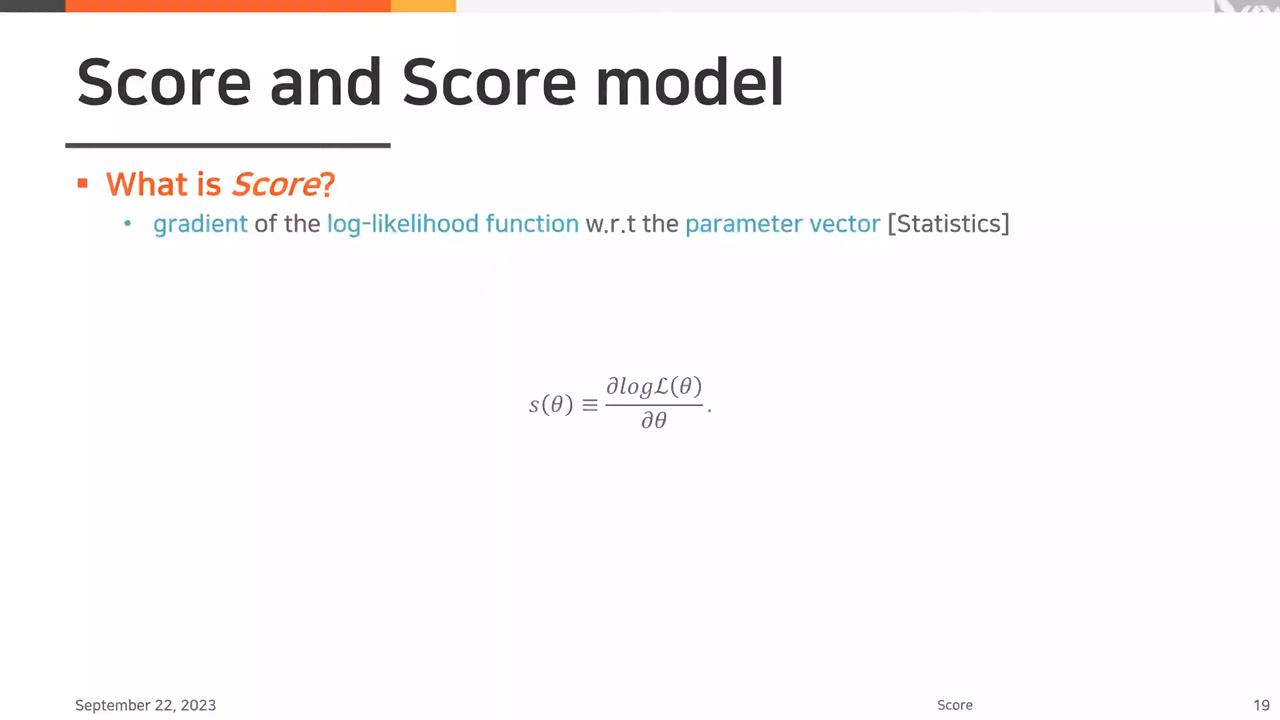 Score and Score model
▪ What is Score?
• gradient of the log-likelihood function w.r.t the parameter vector [Statistics]
s(θ) ≡ ∂logℒ(θ) / ∂θ .
September 22, 2023
Score
19